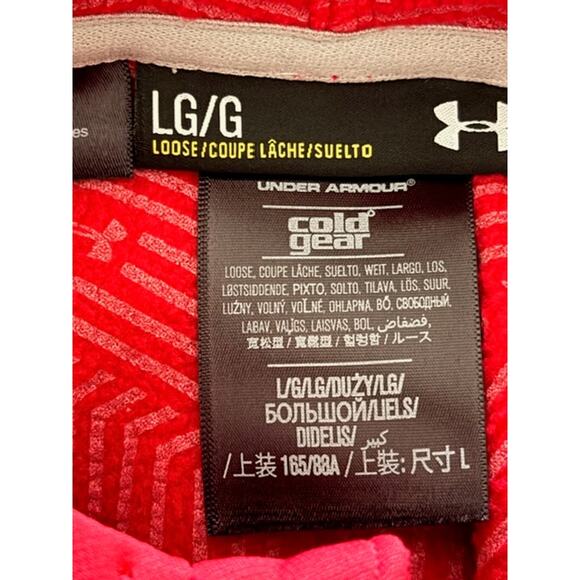 es
LG/G
LOOSE/COUPE LÂCHE/SUELTO
UNDER ARMOUR®
cold
gear
LOOSE, COUPE LÂCHE, SUELTO, WEIT, LARGO, LOS,
LØSTSIDDENDE, PIXTO, SOLTO, TILAVA, LÖS, SUUR,
LUŹNY, VOLNÝ, VOĽNÉ, OHLAPNA, BŐ, СВОБОДНЫЙ,
LABAV, VALĪGS, LAISVAS, BOL, فضفاض,
宽松型 / 寬鬆型 / 헐렁함 / ルース
L/G/LG/DUŻY/LG/
БОЛЬШОЙ/LIELS/
DIDELIS/ كبير
/上装 165/88A /上裝: 尺寸 L